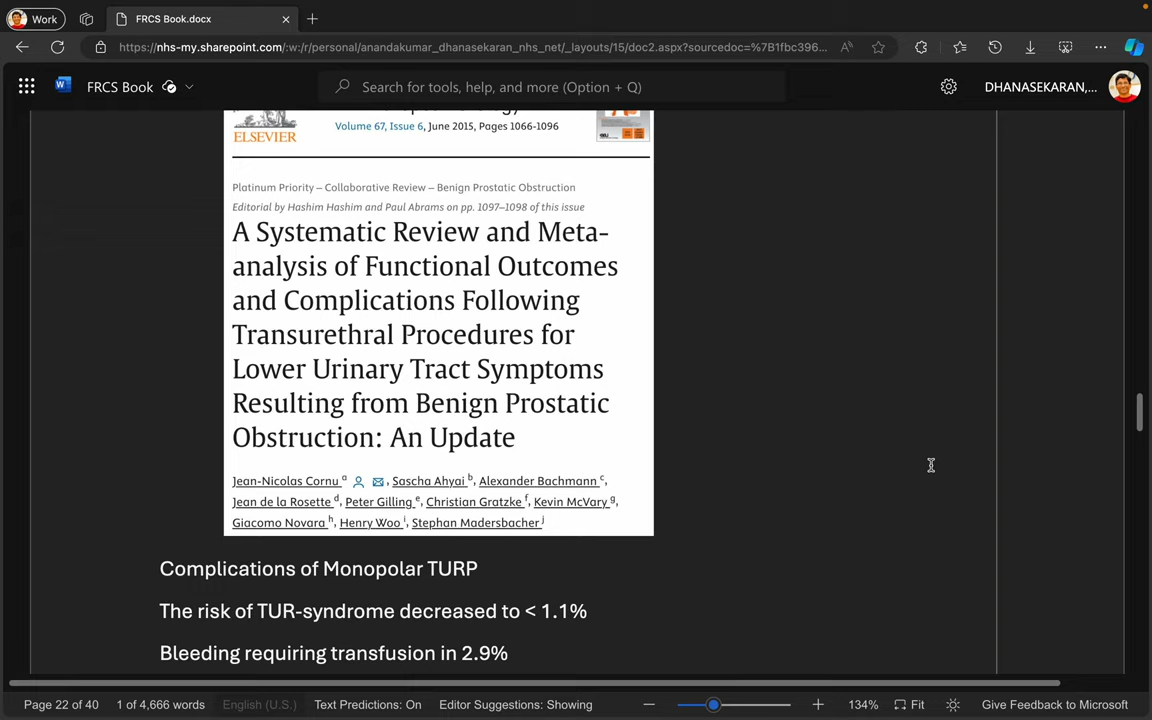 Work
FRCS Book.docx
https://nhs-my.sharepoint.com/:w:/r/personal/anandakumar_dhanasekaran_nhs_net/_layouts/15/doc2.aspx?sourcedoc=%7B1fbc396...
FRCS Book
Search for tools, help, and more (Option + Q)
DHANASEKARAN,...
ELSEVIER
Volume 67, Issue 6, June 2015, Pages 1066-1096
Platinum Priority – Collaborative Review – Benign Prostatic Obstruction
Editorial by Hashim Hashim and Paul Abrams on pp. 1097–1098 of this issue
A Systematic Review and Meta-
analysis of Functional Outcomes
and Complications Following
Transurethral Procedures for
Lower Urinary Tract Symptoms
Resulting from Benign Prostatic
Obstruction: An Update
Jean-Nicolas Cornu a , Sascha Ahyai b, Alexander Bachmann c,
Jean de la Rosette d, Peter Gilling e, Christian Gratzke f, Kevin McVary g,
Giacomo Novara h, Henry Woo i, Stephan Madersbacher j
Complications of Monopolar TURP
The risk of TUR-syndrome decreased to < 1.1%
Bleeding requiring transfusion in 2.9%
Page 22 of 40 1 of 4,666 words English (U.S.) Text Predictions: On Editor Suggestions: Showing 134% Fit Give Feedback to Microsoft